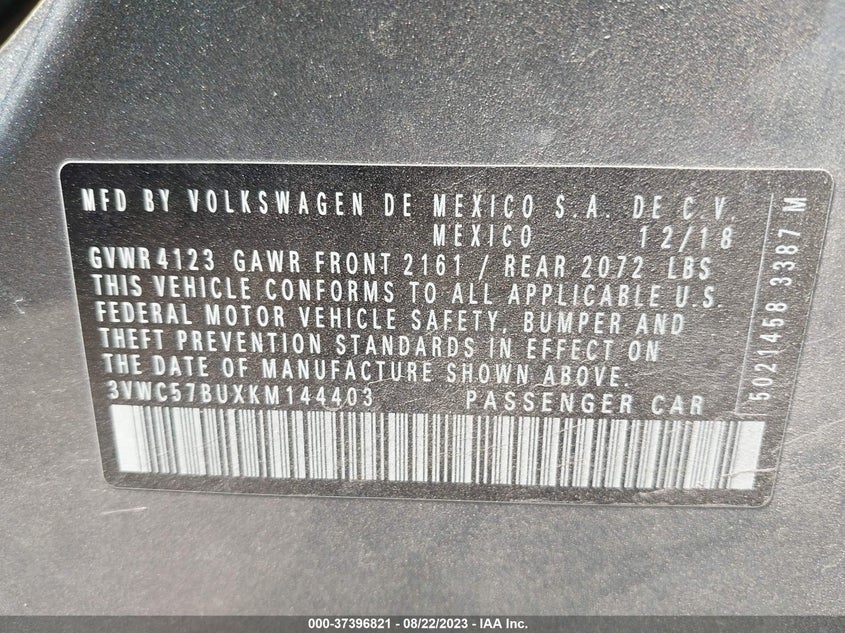 MFD BY VOLKSWAGEN DE MEXICO S.A. DE C.V.
MEXICO 12/18
GVWR 4123 GAWR FRONT 2161 / REAR 2072 LBS
THIS VEHICLE CONFORMS TO ALL APPLICABLE U.S.
FEDERAL MOTOR VEHICLE SAFETY, BUMPER AND
THEFT PREVENTION STANDARDS IN EFFECT ON
THE DATE OF MANUFACTURE SHOWN ABOVE.
3VWC57BUXKM144403 PASSENGER CAR
5021458 3387 M
000-37396821 - 08/22/2023 - IAA Inc.